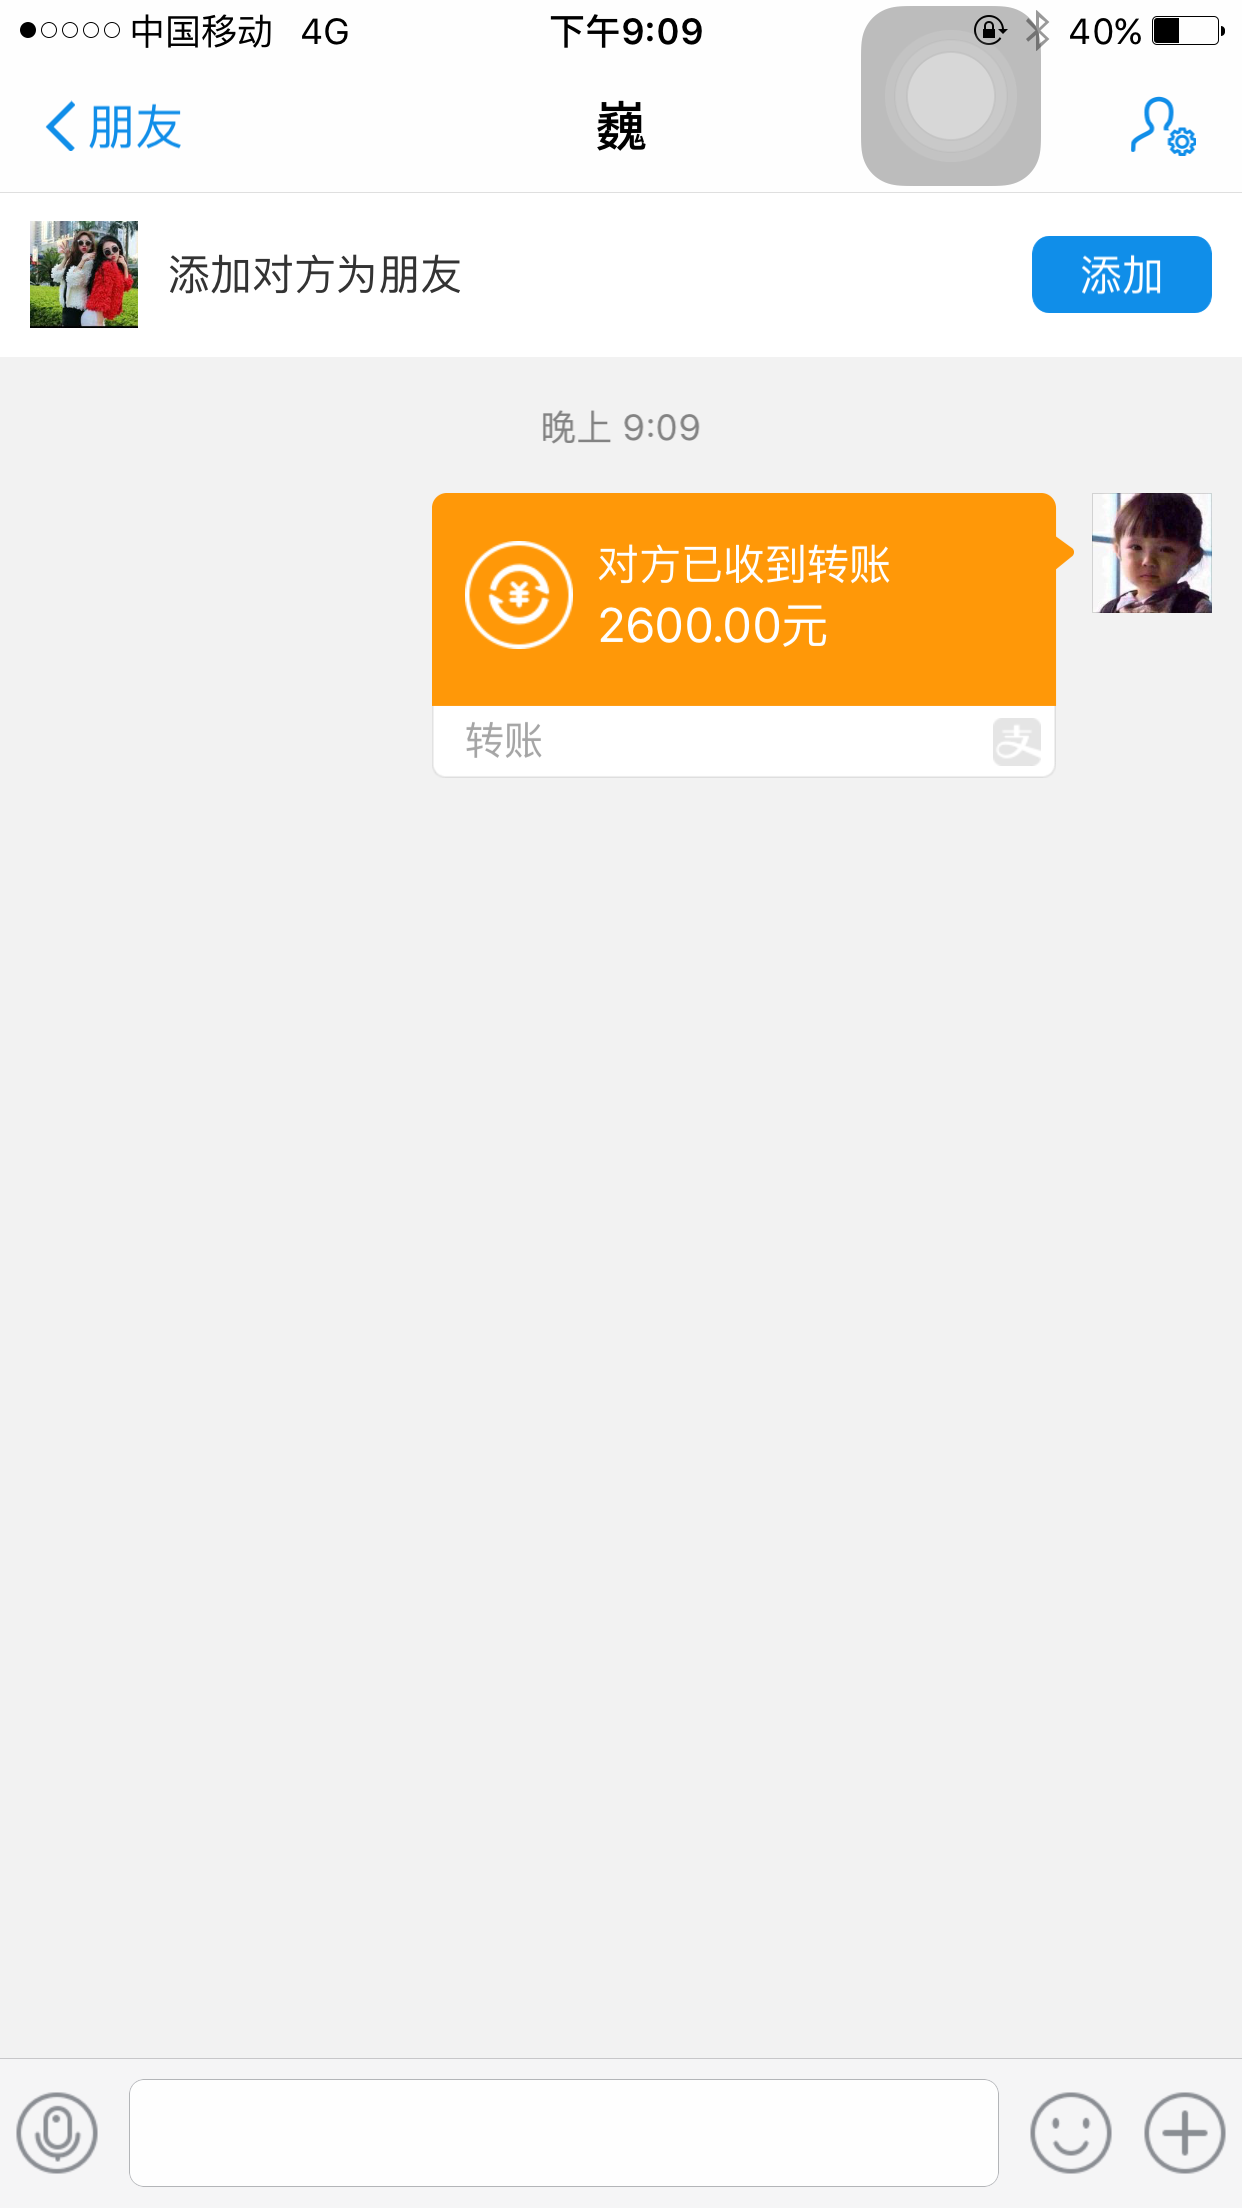 中国移动 4G 下午9:09 40%
朋友 巍
添加对方为朋友 添加
晚上 9:09
对方已收到转账
2600.00元
转账 支